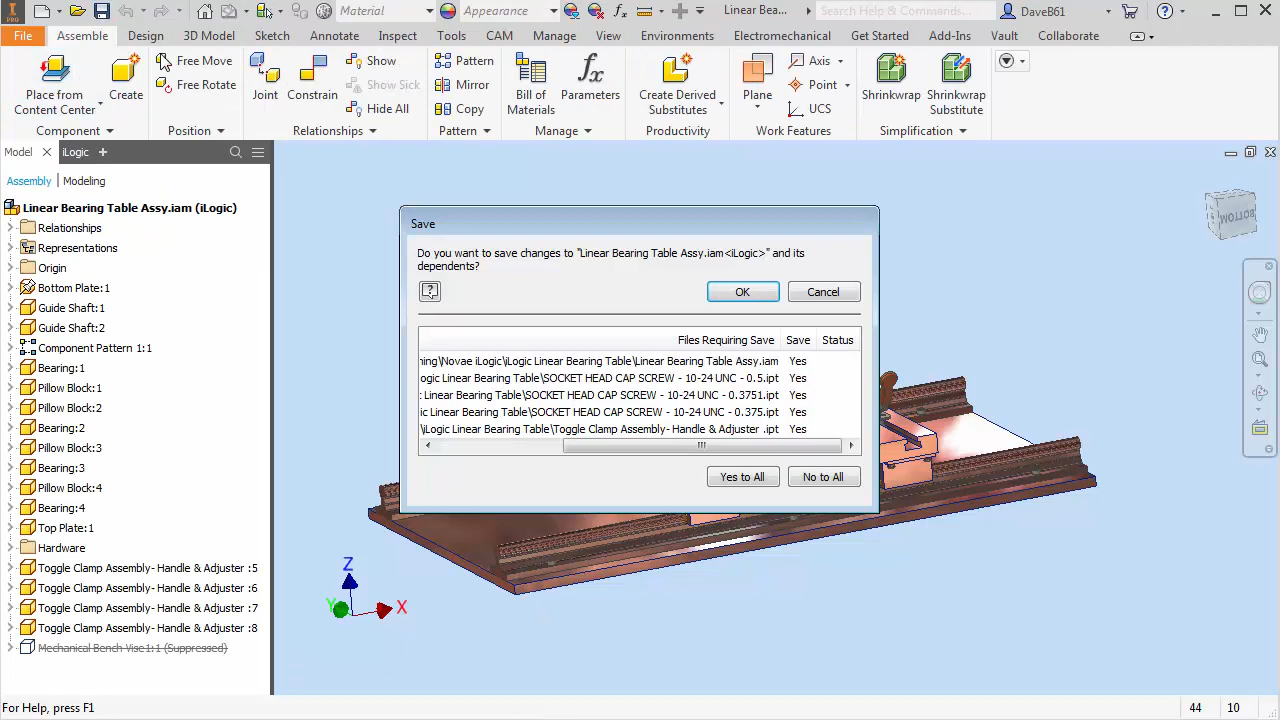 PRO
Material
Appearance
Linear Bea...
Search Help & Commands...
DaveB61
File
Assemble
Design
3D Model
Sketch
Annotate
Inspect
Tools
CAM
Manage
View
Environments
Electromechanical
Get Started
Add-Ins
Vault
Collaborate
Place from
Content Center
Create
Free Move
Free Rotate
Joint
Constrain
Show
Show Sick
Hide All
Pattern
Mirror
Copy
Bill of
Materials
Parameters
Create Derived
Substitutes
Plane
Axis
Point
UCS
Shrinkwrap
Shrinkwrap
Substitute
Component
Position
Relationships
Pattern
Manage
Productivity
Work Features
Simplification
Model
iLogic
Assembly
Modeling
Linear Bearing Table Assy.iam (iLogic)
Relationships
Representations
Origin
Bottom Plate:1
Guide Shaft:1
Guide Shaft:2
Component Pattern 1:1
Bearing:1
Pillow Block:1
Pillow Block:2
Bearing:2
Pillow Block:3
Bearing:3
Pillow Block:4
Bearing:4
Top Plate:1
Hardware
Toggle Clamp Assembly- Handle & Adjuster :5
Toggle Clamp Assembly- Handle & Adjuster :6
Toggle Clamp Assembly- Handle & Adjuster :7
Toggle Clamp Assembly- Handle & Adjuster :8
Mechanical Bench Vise1:1 (Suppressed)
Save
Do you want to save changes to "Linear Bearing Table Assy.iam<iLogic>" and its
dependents?
OK
Cancel
Files Requiring Save
Save
Status
ning\Novae iLogic\iLogic Linear Bearing Table\Linear Bearing Table Assy.iam
Yes
ogic Linear Bearing Table\SOCKET HEAD CAP SCREW - 10-24 UNC - 0.5.ipt
Yes
: Linear Bearing Table\SOCKET HEAD CAP SCREW - 10-24 UNC - 0.3751.ipt
Yes
ic Linear Bearing Table\SOCKET HEAD CAP SCREW - 10-24 UNC - 0.375.ipt
Yes
\iLogic Linear Bearing Table\Toggle Clamp Assembly- Handle & Adjuster .ipt
Yes
Yes to All
No to All
BOTTOM
Z
Y
X
For Help, press F1
44
10